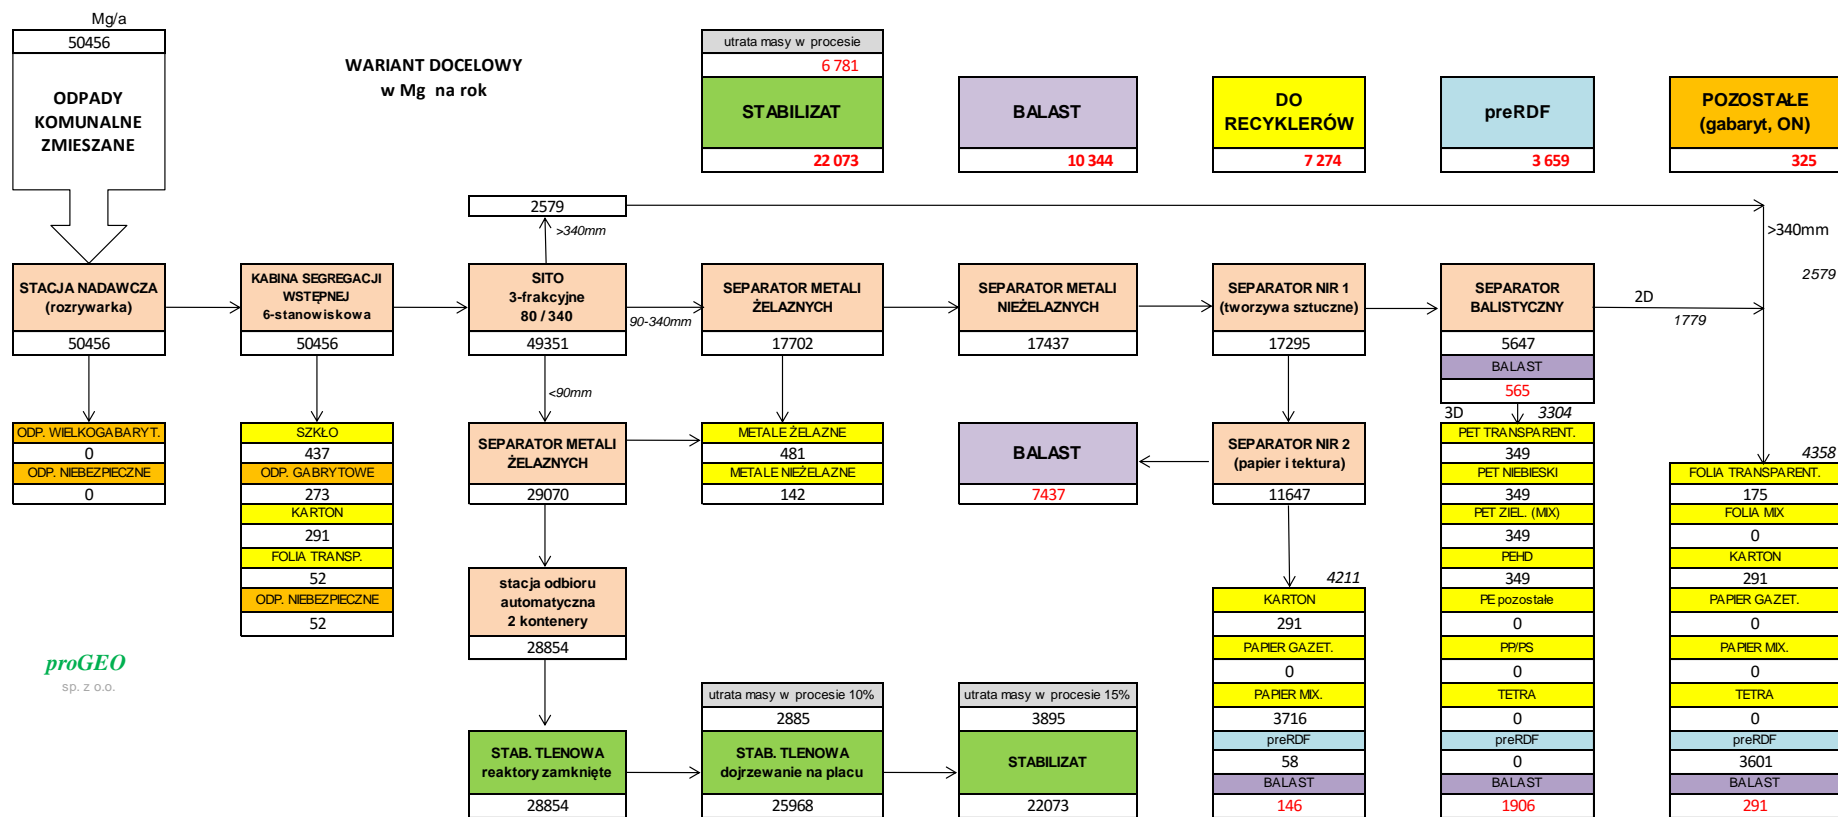 Mg/a
50456
ODPADY
KOMUNALNE
ZMIESZANE
WARIANT DOCELOWY
w Mg na rok
utrata masy w procesie
6 781
STABILIZAT
22 073
BALAST
10 344
DO
RECYKLERÓW
7 274
preRDF
3 659
POZOSTAŁE
(gabaryt, ON)
325
2579
>340mm
>340mm
2579
STACJA NADAWCZA
(rozrywarka)
50456
KABINA SEGREGACJI
WSTĘPNEJ
6-stanowiskowa
50456
SITO
3-frakcyjne
80 / 340
49351
90-340mm
<90mm
SEPARATOR METALI
ŻELAZNYCH
17702
SEPARATOR METALI
NIEŻELAZNYCH
17437
SEPARATOR NIR 1
(tworzywa sztuczne)
17295
SEPARATOR
BALISTYCZNY
5647
BALAST
565
2D
1779
3D
3304
4358
ODP. WIELKOGABARYT.
0
ODP. NIEBEZPIECZNE
0
SZKŁO
437
ODP. GABRYTOWE
273
KARTON
291
FOLIA TRANSP.
52
ODP. NIEBEZPIECZNE
52
SEPARATOR METALI
ŻELAZNYCH
29070
METALE ŻELAZNE
481
METALE NIEŻELAZNE
142
BALAST
7437
SEPARATOR NIR 2
(papier i tektura)
11647
4211
KARTON
291
PAPIER GAZET.
0
PAPIER MIX.
3716
preRDF
58
BALAST
146
PET TRANSPARENT.
349
PET NIEBIESKI
349
PET ZIEL. (MIX)
349
PEHD
349
PE pozostałe
0
PP/PS
0
TETRA
0
preRDF
0
BALAST
1906
FOLIA TRANSPARENT.
175
FOLIA MIX
0
KARTON
291
PAPIER GAZET.
0
PAPIER MIX.
0
TETRA
0
preRDF
3601
BALAST
291
stacja odbioru
automatyczna
2 kontenery
28854
STAB. TLENOWA
reaktory zamknięte
28854
utrata masy w procesie 10%
2885
STAB. TLENOWA
dojrzewanie na placu
25968
utrata masy w procesie 15%
3895
STABILIZAT
22073
proGEO
sp. z o.o.